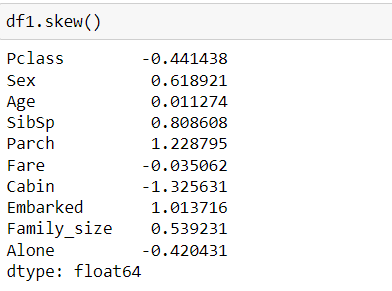 df1.skew()
Pclass -0.441438
Sex 0.618921
Age 0.011274
SibSp 0.808608
Parch 1.228795
Fare -0.035062
Cabin -1.325631
Embarked 1.013716
Family_size 0.539231
Alone -0.420431
dtype: float64